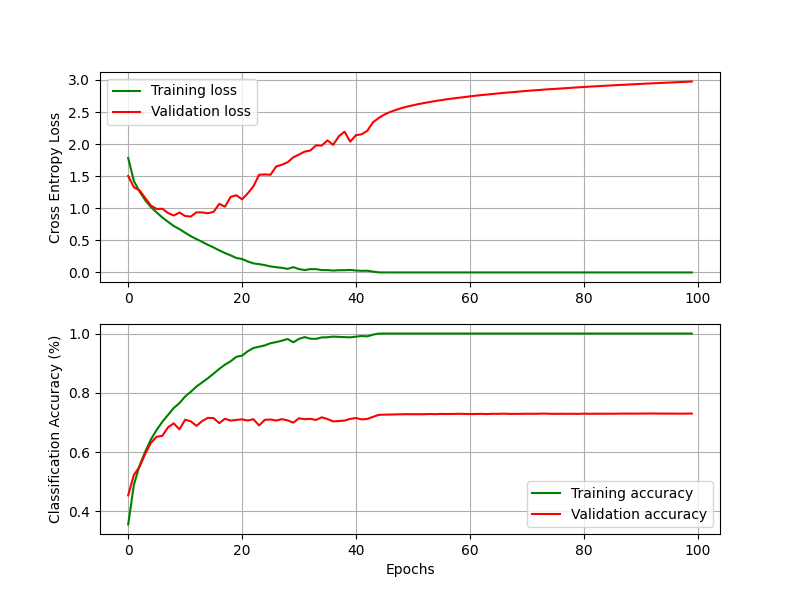 Cross Entropy Loss
3.0
2.5
2.0
1.5
1.0
0.5
0.0
Training loss
Validation loss
0 20 40 60 80 100
Classification Accuracy (%)
1.0
0.8
0.6
0.4
Training accuracy
Validation accuracy
0 20 40 60 80 100
Epochs